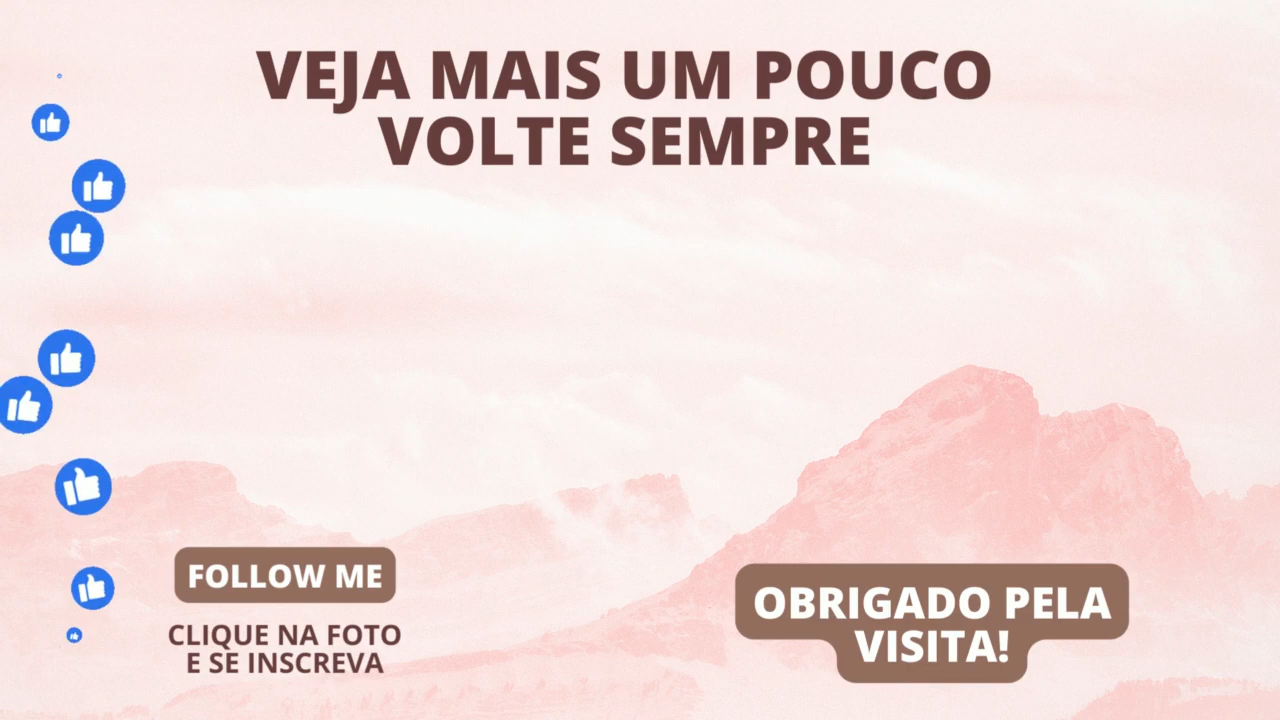 VEJA MAIS UM POUCO
VOLTE SEMPRE
FOLLOW ME
CLIQUE NA FOTO
E SE INSCREVA
OBRIGADO PELA
VISITA!